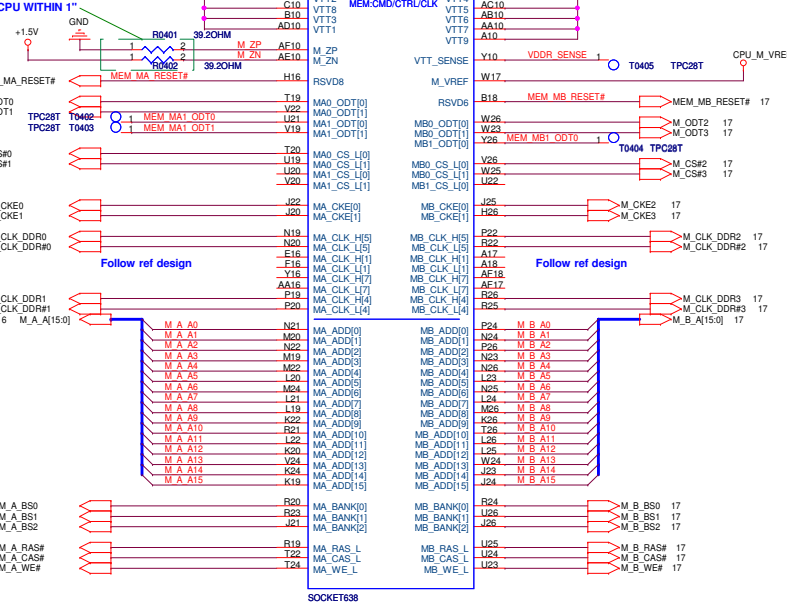 CPU WITHIN 1"
MEM:CMD/CTRL/CLK
C10 VTT2 VTT4 AC10
B10 VTT8 VTT5 AB10
VTT3 VTT6
AD10 VTT1 VTT7 AA10
VTT9 A10
GND R0401 39.2OHM
+1.5V
1 2 M_ZP AF10 M_ZP
1 2 M_ZN AE10 M_ZN
R0402 39.2OHM
VTT_SENSE Y10 VDDR_SENSE 1 T0405 TPC28T
CPU_M_VRE
M_VREF W17
MA_RESET# MEM_MA_RESET# H16 RSVD8
RSVD6 B18 MEM_MB_RESET# MEM_MB_RESET# 17
DT0 T19 MA0_ODT[0]
DT1 V22 MA0_ODT[1]
TPC28T T0402 1 MEM_MA1_ODT0 U21 MA1_ODT[0]
TPC28T T0403 1 MEM_MA1_ODT1 V19 MA1_ODT[1]
MB0_ODT[0] W26 M_ODT2 17
MB0_ODT[1] W23 M_ODT3 17
MB1_ODT[0] Y26 MEM_MB1_ODT0 1
T0404 TPC28T
S#0 T20 MA0_CS_L[0]
S#1 U19 MA0_CS_L[1]
U20 MA1_CS_L[0]
V20 MA1_CS_L[1]
MB0_CS_L[0] V26 M_CS#2 17
MB0_CS_L[1] W25 M_CS#3 17
MB1_CS_L[0] U22
CKE0 J22 MA_CKE[0] MB_CKE[0] J25 M_CKE2 17
CKE1 J20 MA_CKE[1] MB_CKE[1] H26 M_CKE3 17
CLK_DDR0 N19 MA_CLK_H[5] MB_CLK_H[5] P22 M_CLK_DDR2 17
CLK_DDR#0 N20 MA_CLK_L[5] MB_CLK_L[5] R22 M_CLK_DDR#2 17
E16 MA_CLK_H[1] MB_CLK_H[1] A17
F16 MA_CLK_L[1] MB_CLK_L[1] A18
Y16 MA_CLK_H[7] MB_CLK_H[7] AF18
AA16 MA_CLK_L[7] MB_CLK_L[7] AF17
Follow ref design Follow ref design
CLK_DDR1 P19 MA_CLK_H[4] MB_CLK_H[4] R26 M_CLK_DDR3 17
CLK_DDR#1 P20 MA_CLK_L[4] MB_CLK_L[4] R25 M_CLK_DDR#3 17
6 M_A_A[15:0] M_B_A[15:0] 17
M_A_A0 N21 MA_ADD[0] MB_ADD[0] P24 M_B_A0
M_A_A1 M20 MA_ADD[1] MB_ADD[1] N24 M_B_A1
M_A_A2 N22 MA_ADD[2] MB_ADD[2] P26 M_B_A2
M_A_A3 M19 MA_ADD[3] MB_ADD[3] N23 M_B_A3
M_A_A4 M22 MA_ADD[4] MB_ADD[4] N26 M_B_A4
M_A_A5 L20 MA_ADD[5] MB_ADD[5] L23 M_B_A5
M_A_A6 M24 MA_ADD[6] MB_ADD[6] N25 M_B_A6
M_A_A7 L21 MA_ADD[7] MB_ADD[7] L24 M_B_A7
M_A_A8 L19 MA_ADD[8] MB_ADD[8] M26 M_B_A8
M_A_A9 K22 MA_ADD[9] MB_ADD[9] K26 M_B_A9
M_A_A10 R21 MA_ADD[10] MB_ADD[10] T26 M_B_A10
M_A_A11 L22 MA_ADD[11] MB_ADD[11] L26 M_B_A11
M_A_A12 K20 MA_ADD[12] MB_ADD[12] L25 M_B_A12
M_A_A13 V24 MA_ADD[13] MB_ADD[13] W24 M_B_A13
M_A_A14 K24 MA_ADD[14] MB_ADD[14] J23 M_B_A14
M_A_A15 K19 MA_ADD[15] MB_ADD[15] J24 M_B_A15
M_A_BS0 R20 MA_BANK[0] MB_BANK[0] R24 M_B_BS0 17
M_A_BS1 R23 MA_BANK[1] MB_BANK[1] U26 M_B_BS1 17
M_A_BS2 J21 MA_BANK[2] MB_BANK[2] J26 M_B_BS2 17
M_A_RAS# R19 MA_RAS_L MB_RAS_L U25 M_B_RAS# 17
M_A_CAS# T22 MA_CAS_L MB_CAS_L U24 M_B_CAS# 17
M_A_WE# T24 MA_WE_L MB_WE_L U23 M_B_WE# 17
SOCKET638